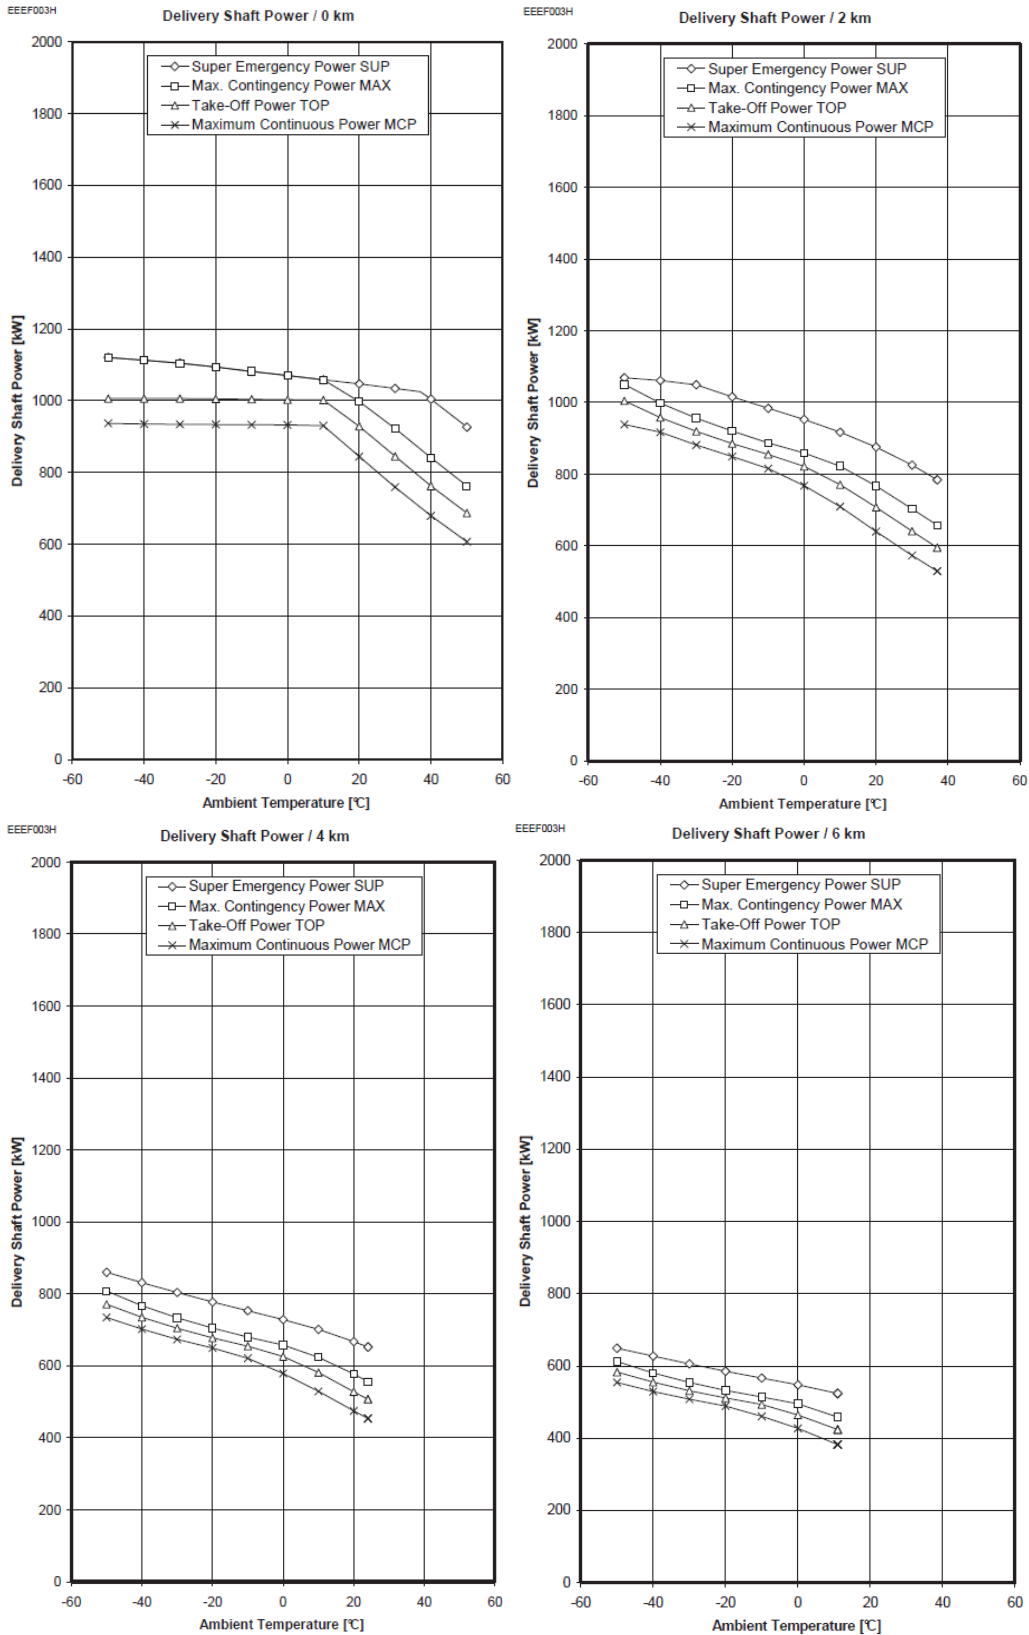 EEEF003H
Delivery Shaft Power / 0 km
2000
1800
1600
1400
1200
1000
800
600
400
200
0
Delivery Shaft Power [kW]
Super Emergency Power SUP
Max. Contingency Power MAX
Take-Off Power TOP
Maximum Continuous Power MCP
-60 -40 -20 0 20 40 60
Ambient Temperature [°C]
EEEF003H
Delivery Shaft Power / 2 km
2000
1800
1600
1400
1200
1000
800
600
400
200
0
Delivery Shaft Power [kW]
Super Emergency Power SUP
Max. Contingency Power MAX
Take-Off Power TOP
Maximum Continuous Power MCP
-60 -40 -20 0 20 40 60
Ambient Temperature [°C]
EEEF003H
Delivery Shaft Power / 4 km
2000
1800
1600
1400
1200
1000
800
600
400
200
0
Delivery Shaft Power [kW]
Super Emergency Power SUP
Max. Contingency Power MAX
Take-Off Power TOP
Maximum Continuous Power MCP
-60 -40 -20 0 20 40 60
Ambient Temperature [°C]
EEEF003H
Delivery Shaft Power / 6 km
2000
1800
1600
1400
1200
1000
800
600
400
200
0
Delivery Shaft Power [kW]
Super Emergency Power SUP
Max. Contingency Power MAX
Take-Off Power TOP
Maximum Continuous Power MCP
-60 -40 -20 0 20 40 60
Ambient Temperature [°C]